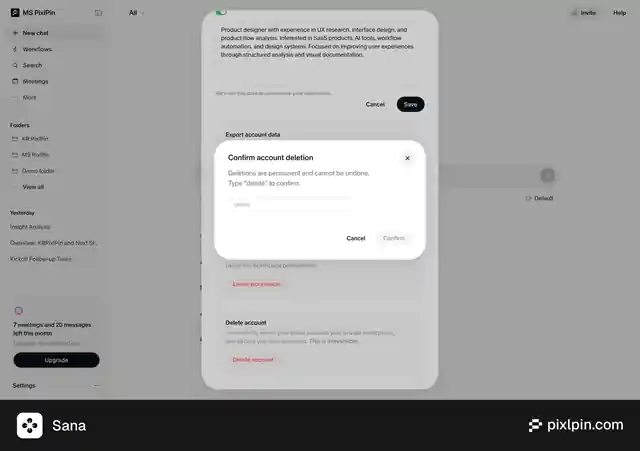 MS PixlPin
New chat
Workflows
Search
Meetings
More
Folders
KR PixlPin
MS PixlPin
Demo folder
View all
Yesterday
Insight Analysis
Kickoff Follow-up Tasks
7 meetings and 20 messages
left this month
Upgrade
Settings
All
Invite
Help
Product designer with experience in UX research, interface design, and
product flow analysis. Interested in SaaS products, AI tools, workflow
automation, and design systems. Focused on improving user experiences
through structured analysis and visual documentation.
Cancel
Save
Export account data
Confirm account deletion
Deletions are permanent and cannot be undone.
Type "delete" to confirm.
Cancel
Confirm
Default
Leave workspace
Delete account
This is irreversible.
Delete account
Sana
pixlpin.com